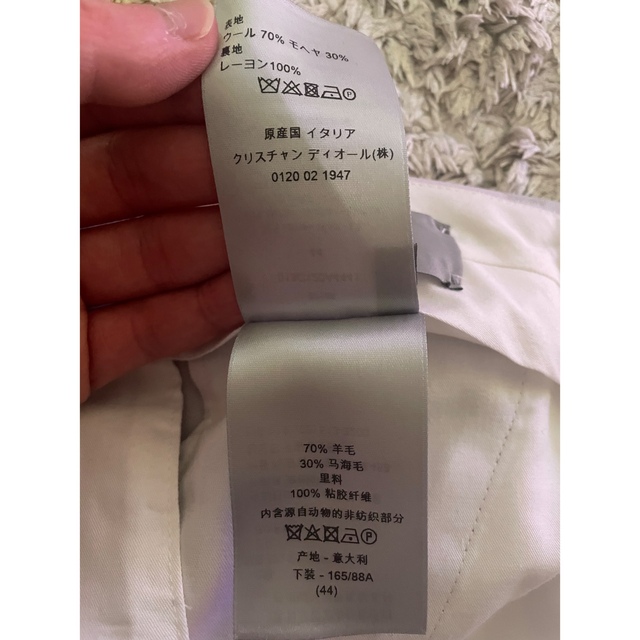 表地
ウール 70% モヘヤ 30%
裏地
レーヨン100%
原産国 イタリア
クリスチャン ディオール(株)
0120 02 1947
70% 羊毛
30% 马海毛
里料
100% 粘胶纤维
内含源自动物的非纺织部分
产地 - 意大利
下装 - 165/88A
(44)